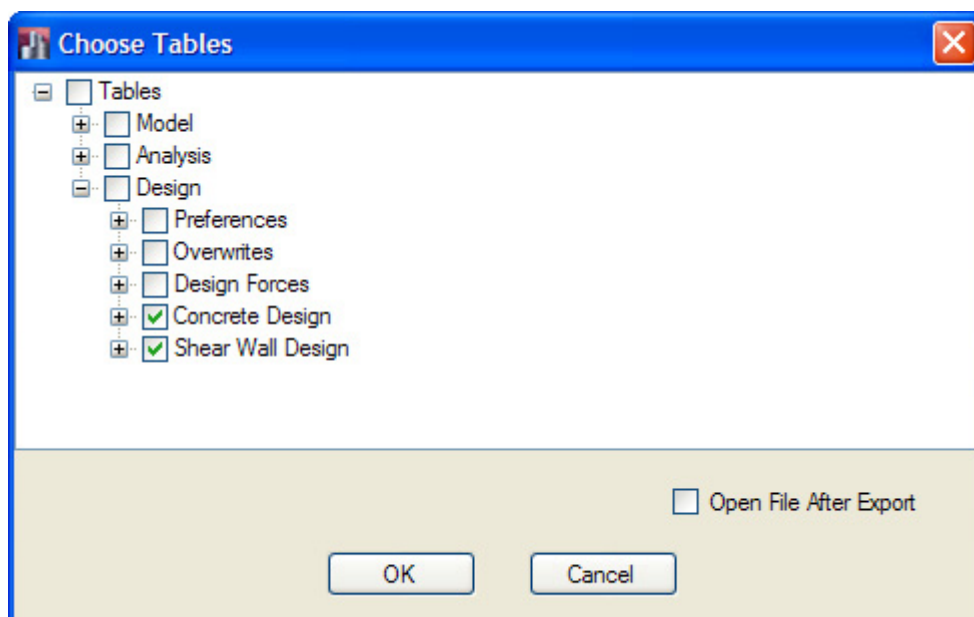 Choose Tables
Tables
Model
Analysis
Design
Preferences
Overwrites
Design Forces
Concrete Design
Shear Wall Design
Open File After Export
OK Cancel